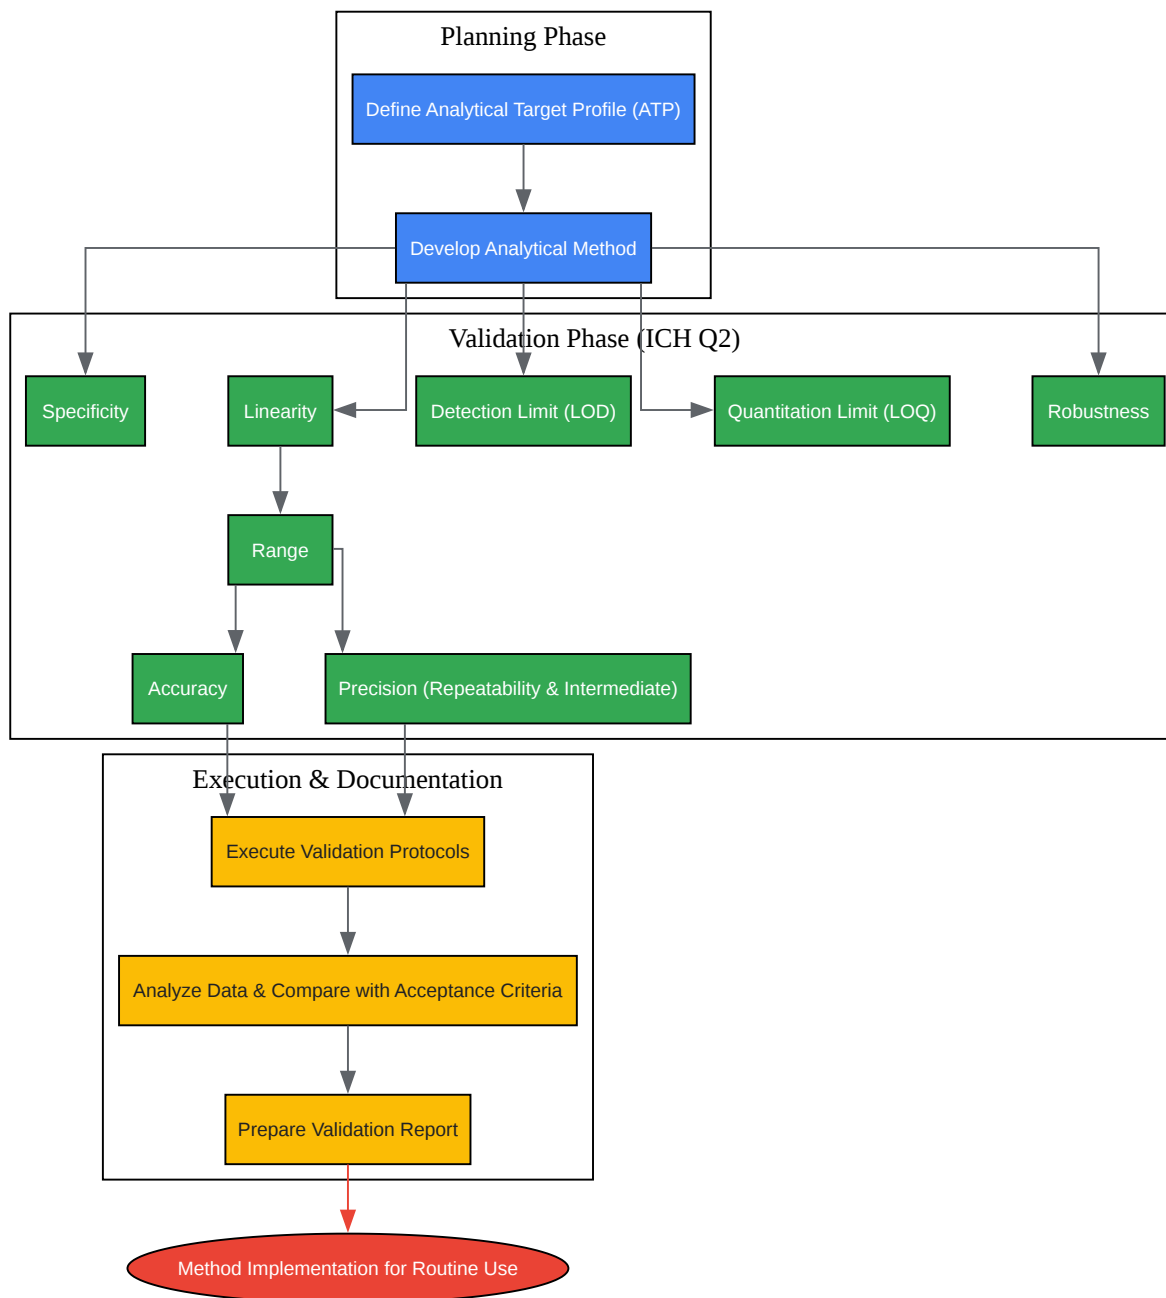 Planning Phase
Define Analytical Target Profile (ATP)
Develop Analytical Method
Validation Phase (ICH Q2)
Specificity
Linearity
Detection Limit (LOD)
Quantitation Limit (LOQ)
Robustness
Range
Accuracy
Precision (Repeatability & Intermediate)
Execution & Documentation
Execute Validation Protocols
Analyze Data & Compare with Acceptance Criteria
Prepare Validation Report
Method Implementation for Routine Use